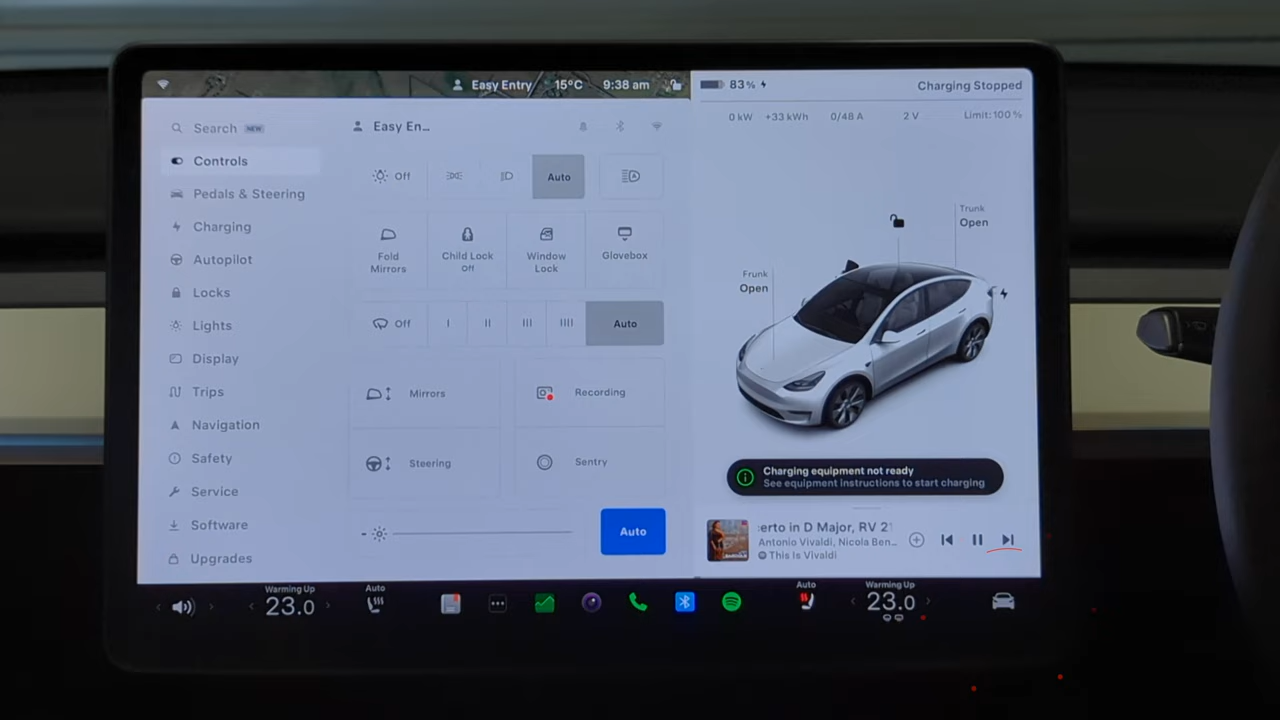 Easy Entry 15°C 9:38 am
83% Charging Stopped
0 kW +33 kWh 0/48 A 2 V Limit: 100 %
Search NEW
Controls
Pedals & Steering
Charging
Autopilot
Locks
Lights
Display
Trips
Navigation
Safety
Service
Software
Upgrades
Easy En...
Off Auto
Fold Mirrors
Child Lock
Off
Window Lock
Glovebox
Off I II III IIII Auto
Mirrors
Recording
Steering
Sentry
Auto
Trunk
Open
Frunk
Open
Charging equipment not ready
See equipment instructions to start charging
erto in D Major, RV 2
Antonio Vivaldi, Nicola Ben...
This Is Vivaldi
Warming Up
23.0
Auto
Auto
Warming Up
23.0